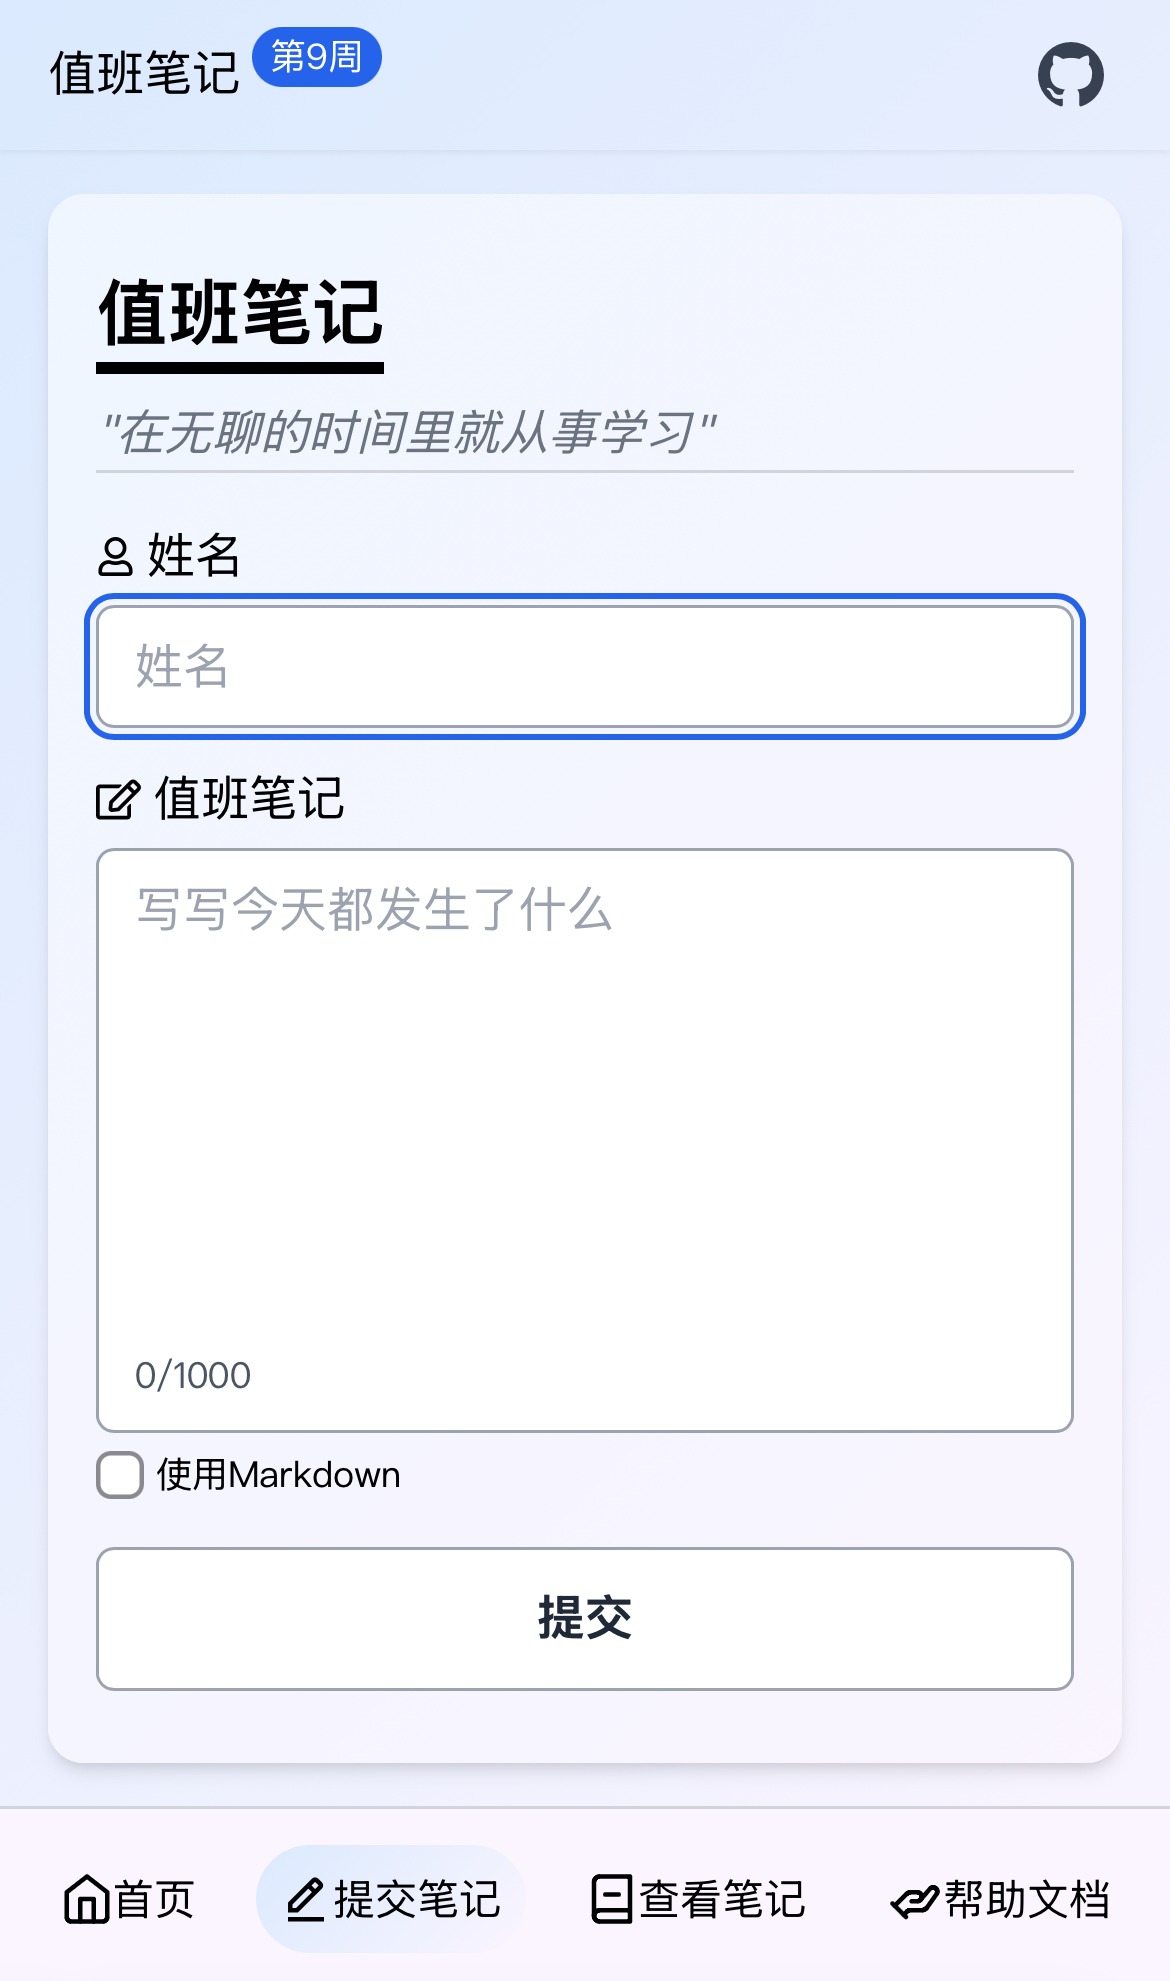 值班笔记 第9周
值班笔记
"在无聊的时间里就从事学习"
姓名
姓名
值班笔记
写写今天都发生了什么
0/1000
使用Markdown
提交
首页 提交笔记 查看笔记 帮助文档